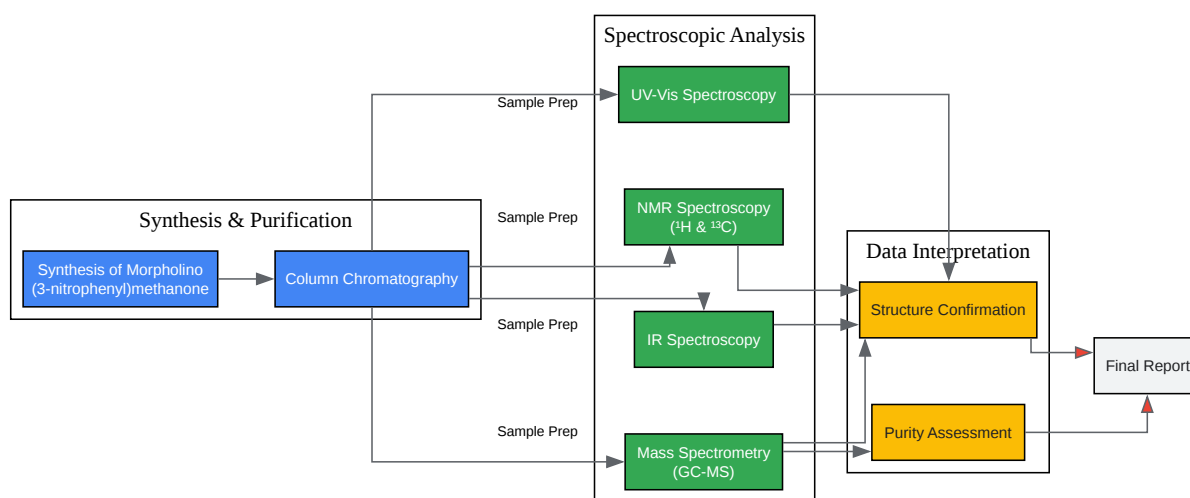 Spectroscopic Analysis
UV-Vis Spectroscopy
Sample Prep
NMR Spectroscopy
(¹H & ¹³C)
Sample Prep
Synthesis & Purification
Synthesis of Morpholino
(3-nitrophenyl)methanone
Column Chromatography
Data Interpretation
Structure Confirmation
Sample Prep
IR Spectroscopy
Final Report
Sample Prep
Mass Spectrometry
(GC-MS)
Purity Assessment